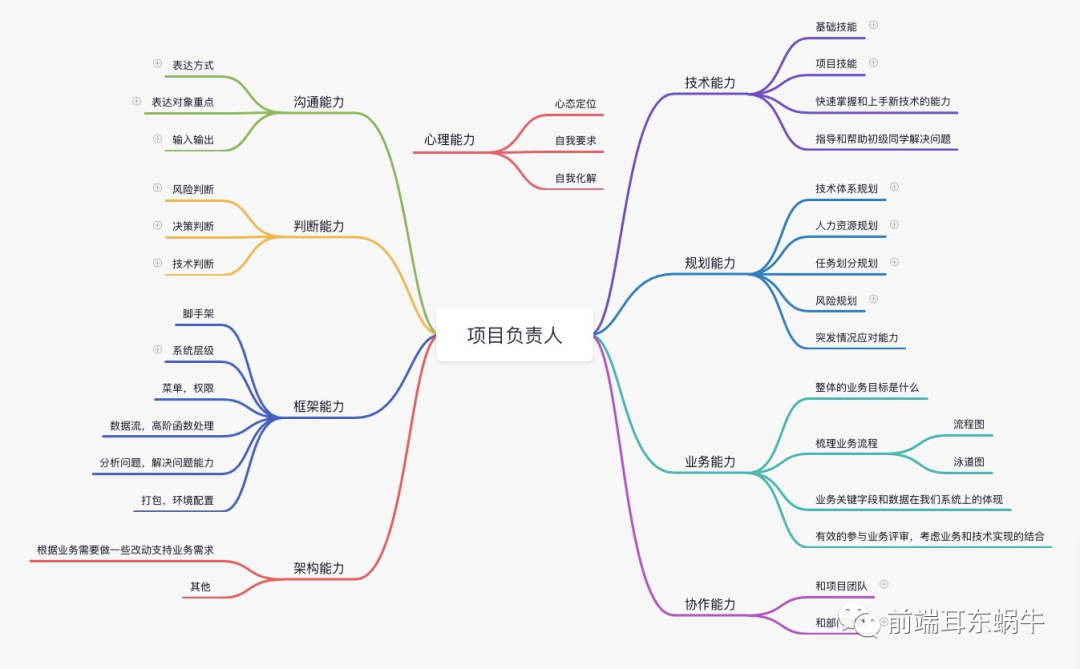 项目负责人
沟通能力
表达方式
表达对象重点
输入输出
判断能力
风险判断
决策判断
技术判断
框架能力
脚手架
系统层级
菜单，权限
数据流，高阶函数处理
分析问题，解决问题能力
打包，环境配置
架构能力
根据业务需要做一些改动支持业务需求
其他
心理能力
心态定位
自我要求
自我化解
技术能力
基础技能
项目技能
快速掌握和上手新技术的能力
指导和帮助初级同学解决问题
规划能力
技术体系规划
人力资源规划
任务划分规划
风险规划
突发情况应对能力
业务能力
整体的业务目标是什么
梳理业务流程
流程图
泳道图
业务关键字段和数据在我们系统上的体现
有效的参与业务评审，考虑业务和技术实现的结合
协作能力
和项目团队
和部
前端耳东蜗牛